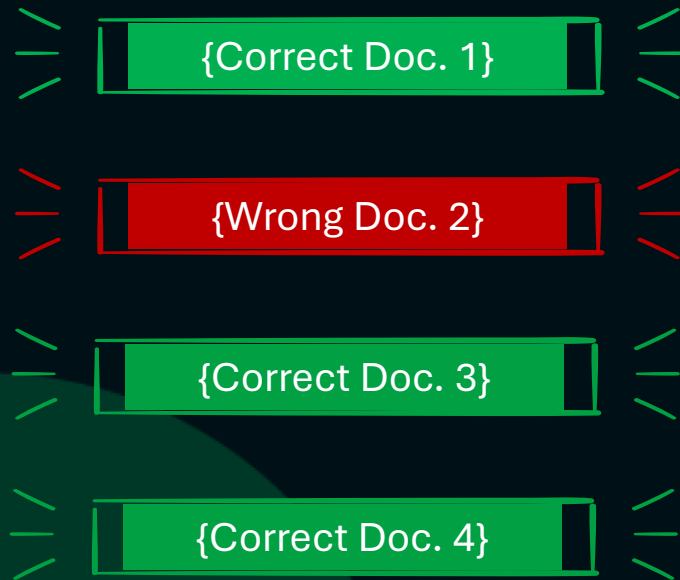 {Correct Doc. 1}
{Wrong Doc. 2}
{Correct Doc. 3}
{Correct Doc. 4}